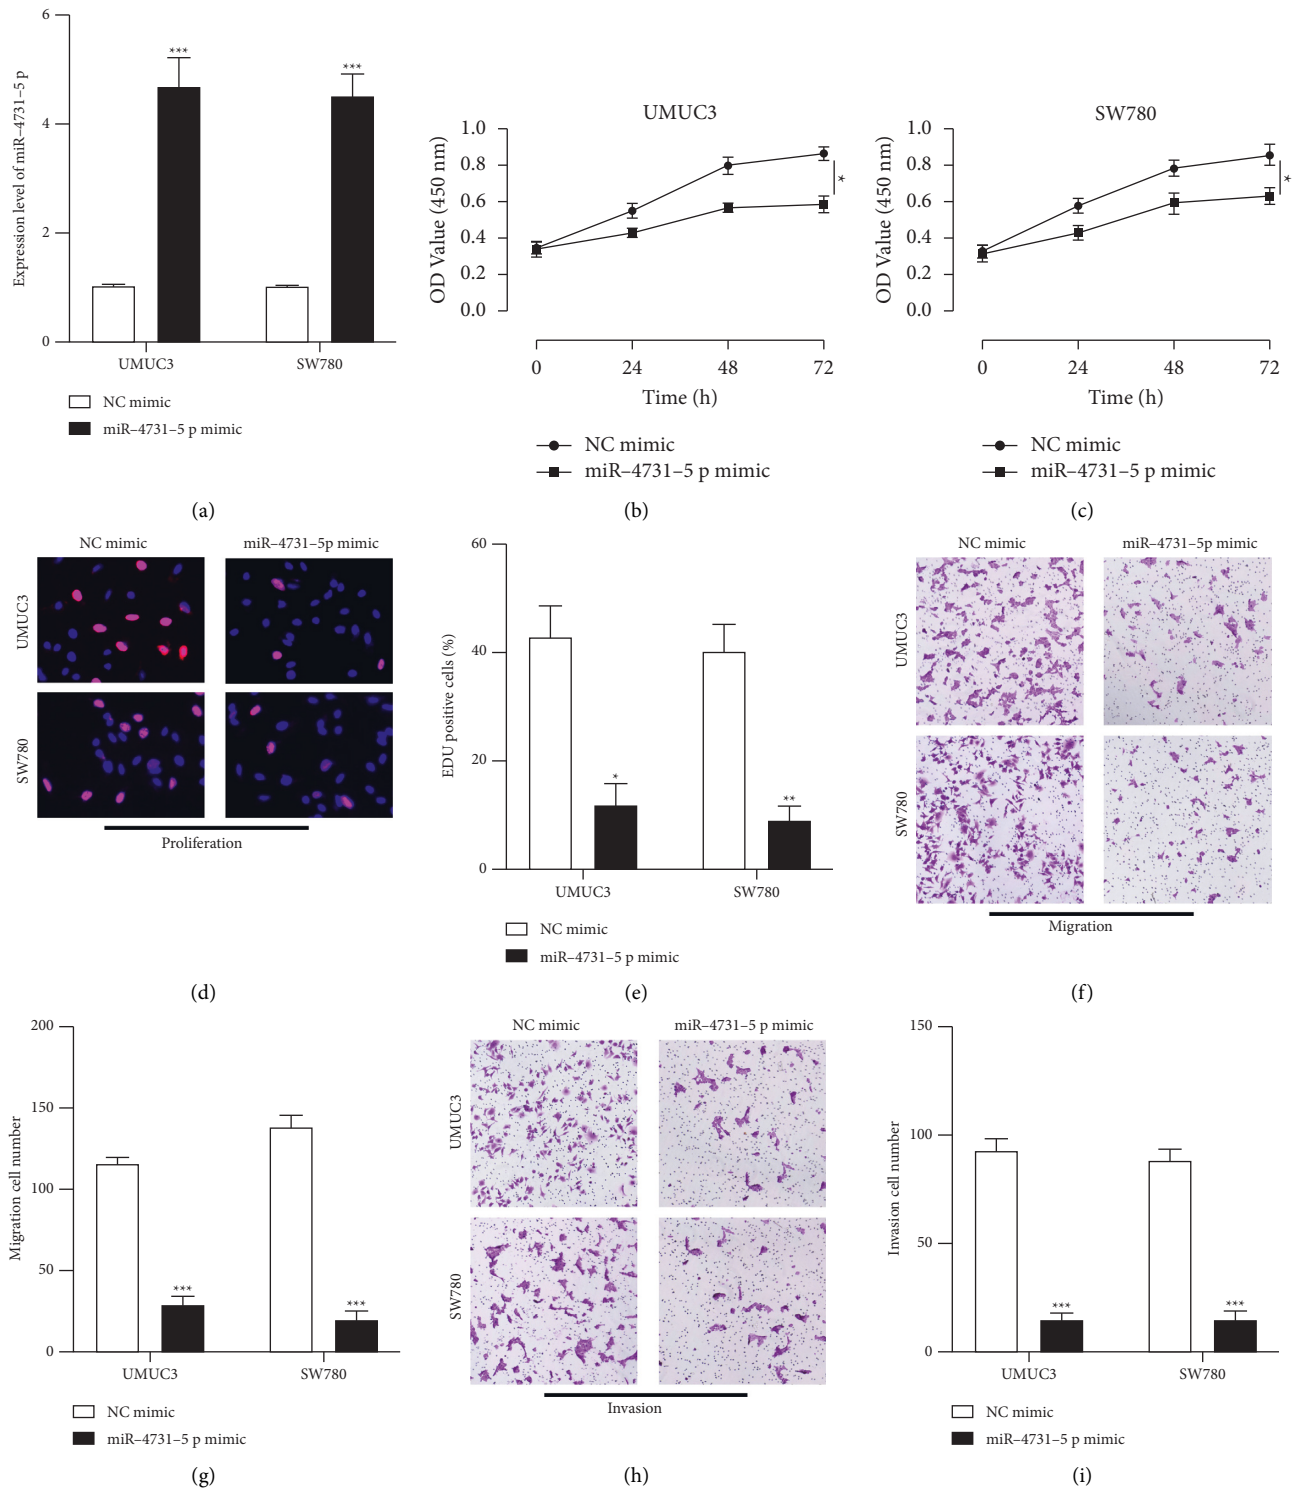 6
4
2
0
Expression level of miR–4731–5 p
***
***
UMUC3
SW780
NC mimic
miR–4731–5 p mimic
(a)
UMUC3
1.0
0.8
0.6
0.4
0.2
0.0
OD Value (450 nm)
*
0
24
48
72
Time (h)
NC mimic
miR–4731–5 p mimic
(b)
SW780
1.0
0.8
0.6
0.4
0.2
0.0
OD Value (450 nm)
*
0
24
48
72
Time (h)
NC mimic
miR–4731–5 p mimic
(c)
NC mimic
miR–4731–5p mimic
UMUC3
SW780
Proliferation
(d)
60
40
20
0
EDU positive cells (%)
*
**
UMUC3
SW780
NC mimic
miR–4731–5 p mimic
(e)
NC mimic
miR–4731–5p mimic
UMUC3
SW780
Migration
(f)
200
150
100
50
0
Migration cell number
***
***
UMUC3
SW780
NC mimic
miR–4731–5 p mimic
(g)
NC mimic
miR–4731–5 p mimic
UMUC3
SW780
Invasion
(h)
150
100
50
0
Invasion cell number
***
***
UMUC3
SW780
NC mimic
miR–4731–5 p mimic
(i)